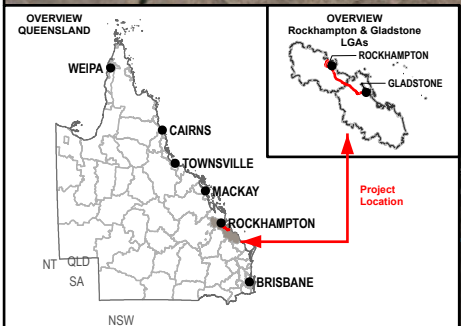 OVERVIEW
QUEENSLAND
WEIPA
CAIRNS
TOWNSVILLE
MACKAY
ROCKHAMPTON
BRISBANE
NT
QLD
SA
NSW
OVERVIEW
Rockhampton & Gladstone
LGAs
ROCKHAMPTON
GLADSTONE
Project
Location